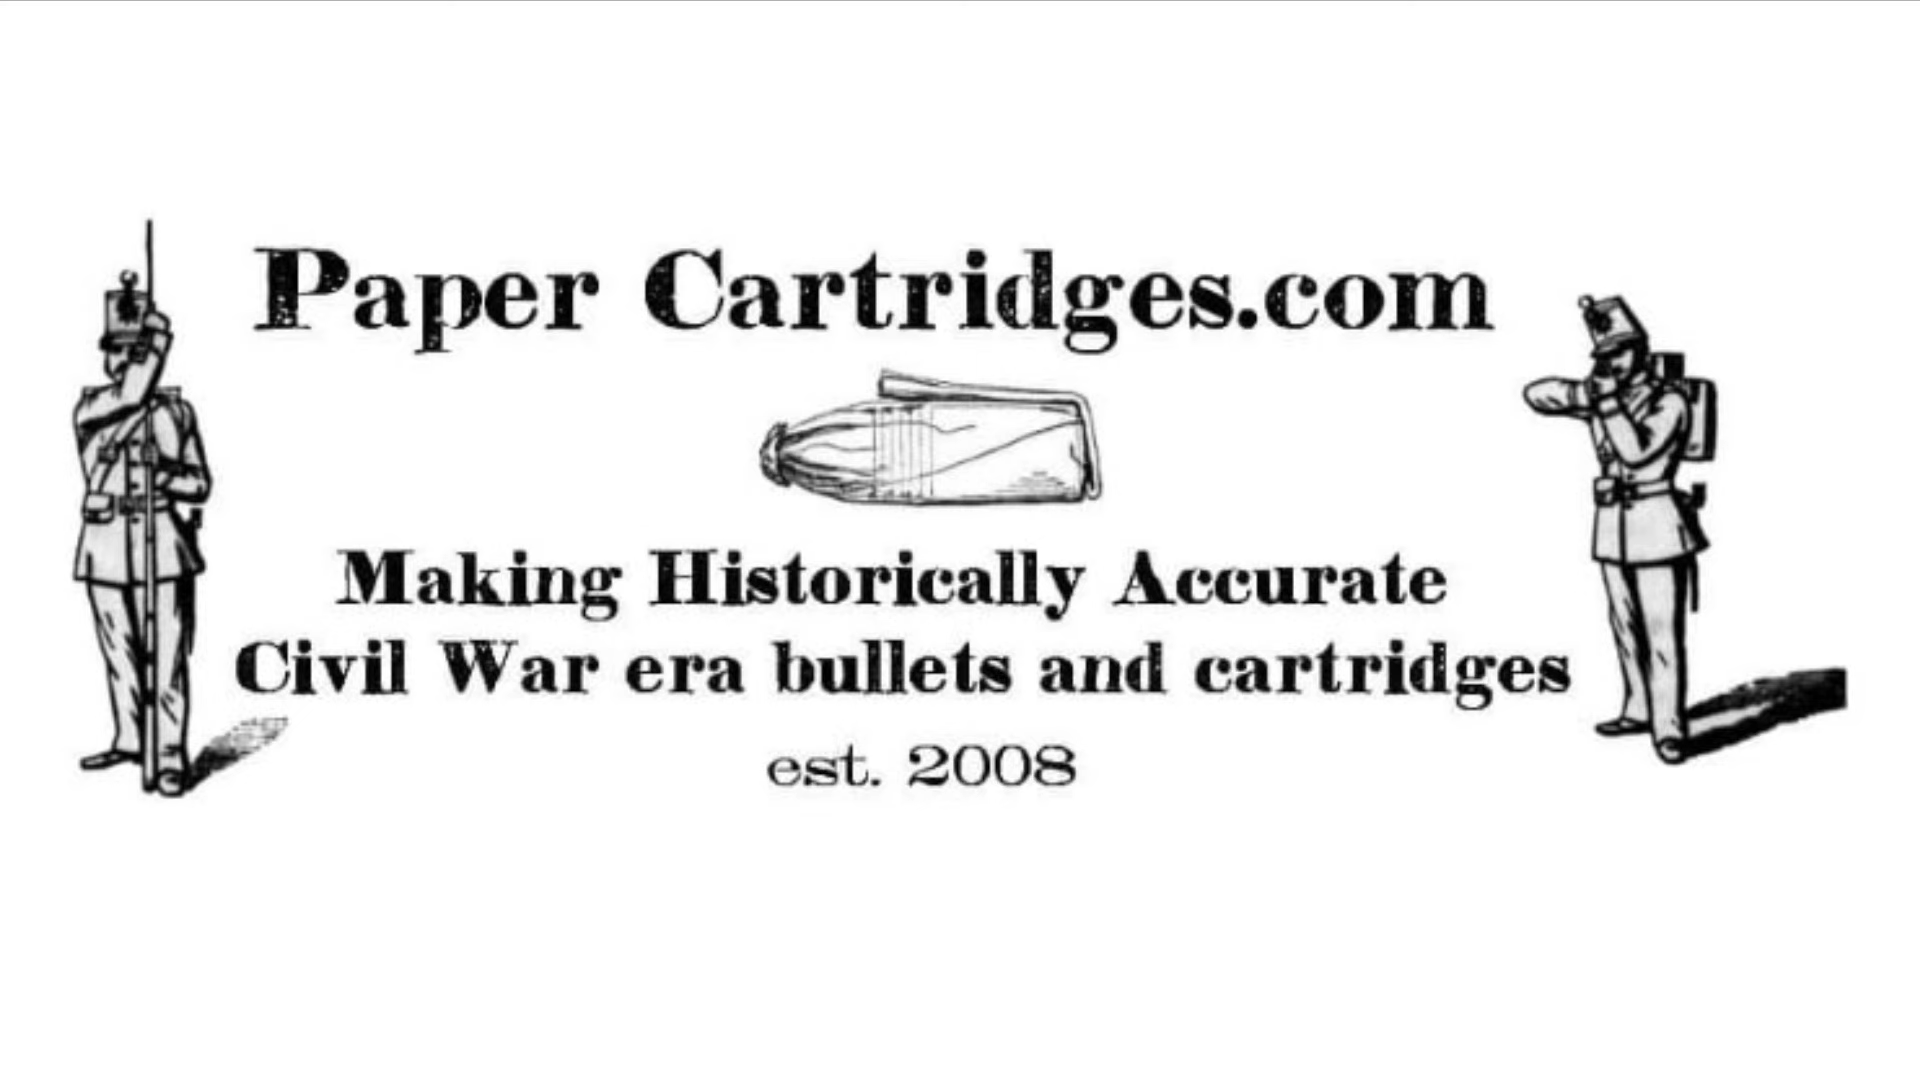 Paper Cartridges.com
Making Historically Accurate
Civil War era bullets and cartridges
est. 2008